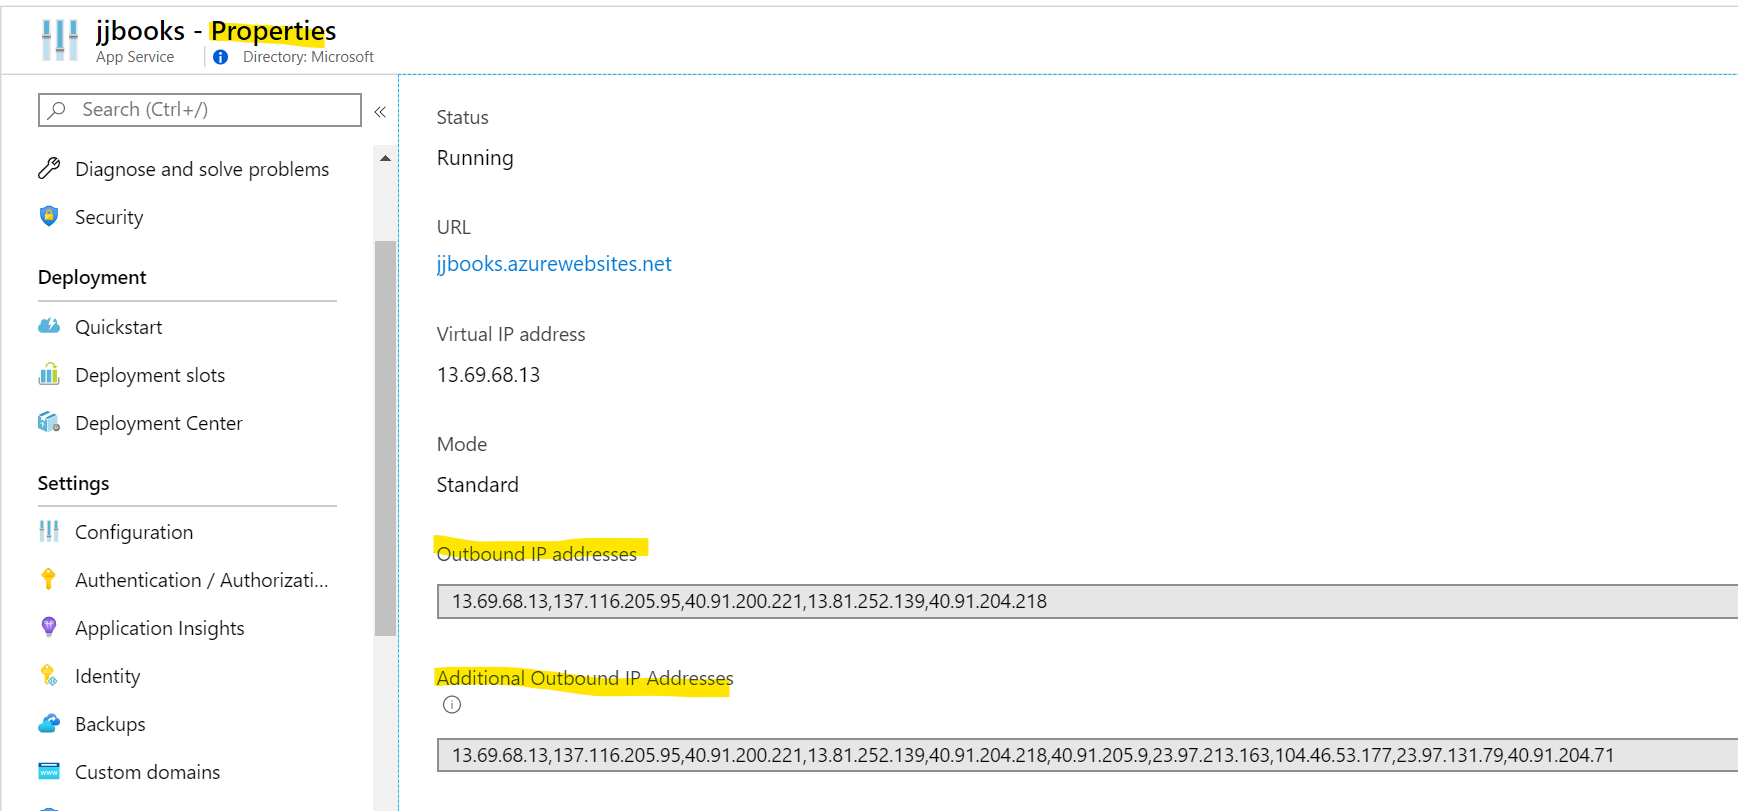 jjbooks - Properties
App Service
Directory: Microsoft
Search (Ctrl+/)
«
Diagnose and solve problems
Security
Deployment
Quickstart
Deployment slots
Deployment Center
Settings
Configuration
Authentication / Authorizati...
Application Insights
Identity
Backups
Custom domains
Status
Running
URL
jjbooks.azurewebsites.net
Virtual IP address
13.69.68.13
Mode
Standard
Outbound IP addresses
13.69.68.13,137.116.205.95,40.91.200.221,13.81.252.139,40.91.204.218
Additional Outbound IP Addresses
13.69.68.13,137.116.205.95,40.91.200.221,13.81.252.139,40.91.204.218,40.91.205.9,23.97.213.163,104.46.53.177,23.97.131.79,40.91.204.71